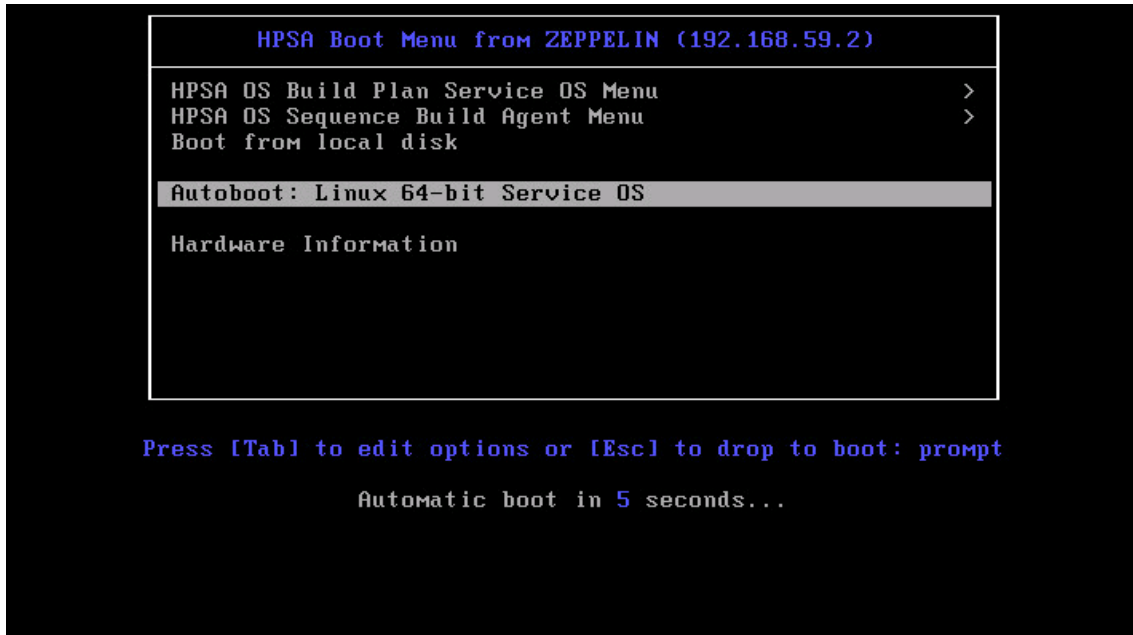 HPSA Boot Menu from ZEPPELIN (192.168.59.2)
HPSA OS Build Plan Service OS Menu >
HPSA OS Sequence Build Agent Menu >
Boot from local disk
Autoboot: Linux 64-bit Service OS
Hardware Information
Press [Tab] to edit options or [Esc] to drop to boot: prompt
Automatic boot in 5 seconds...